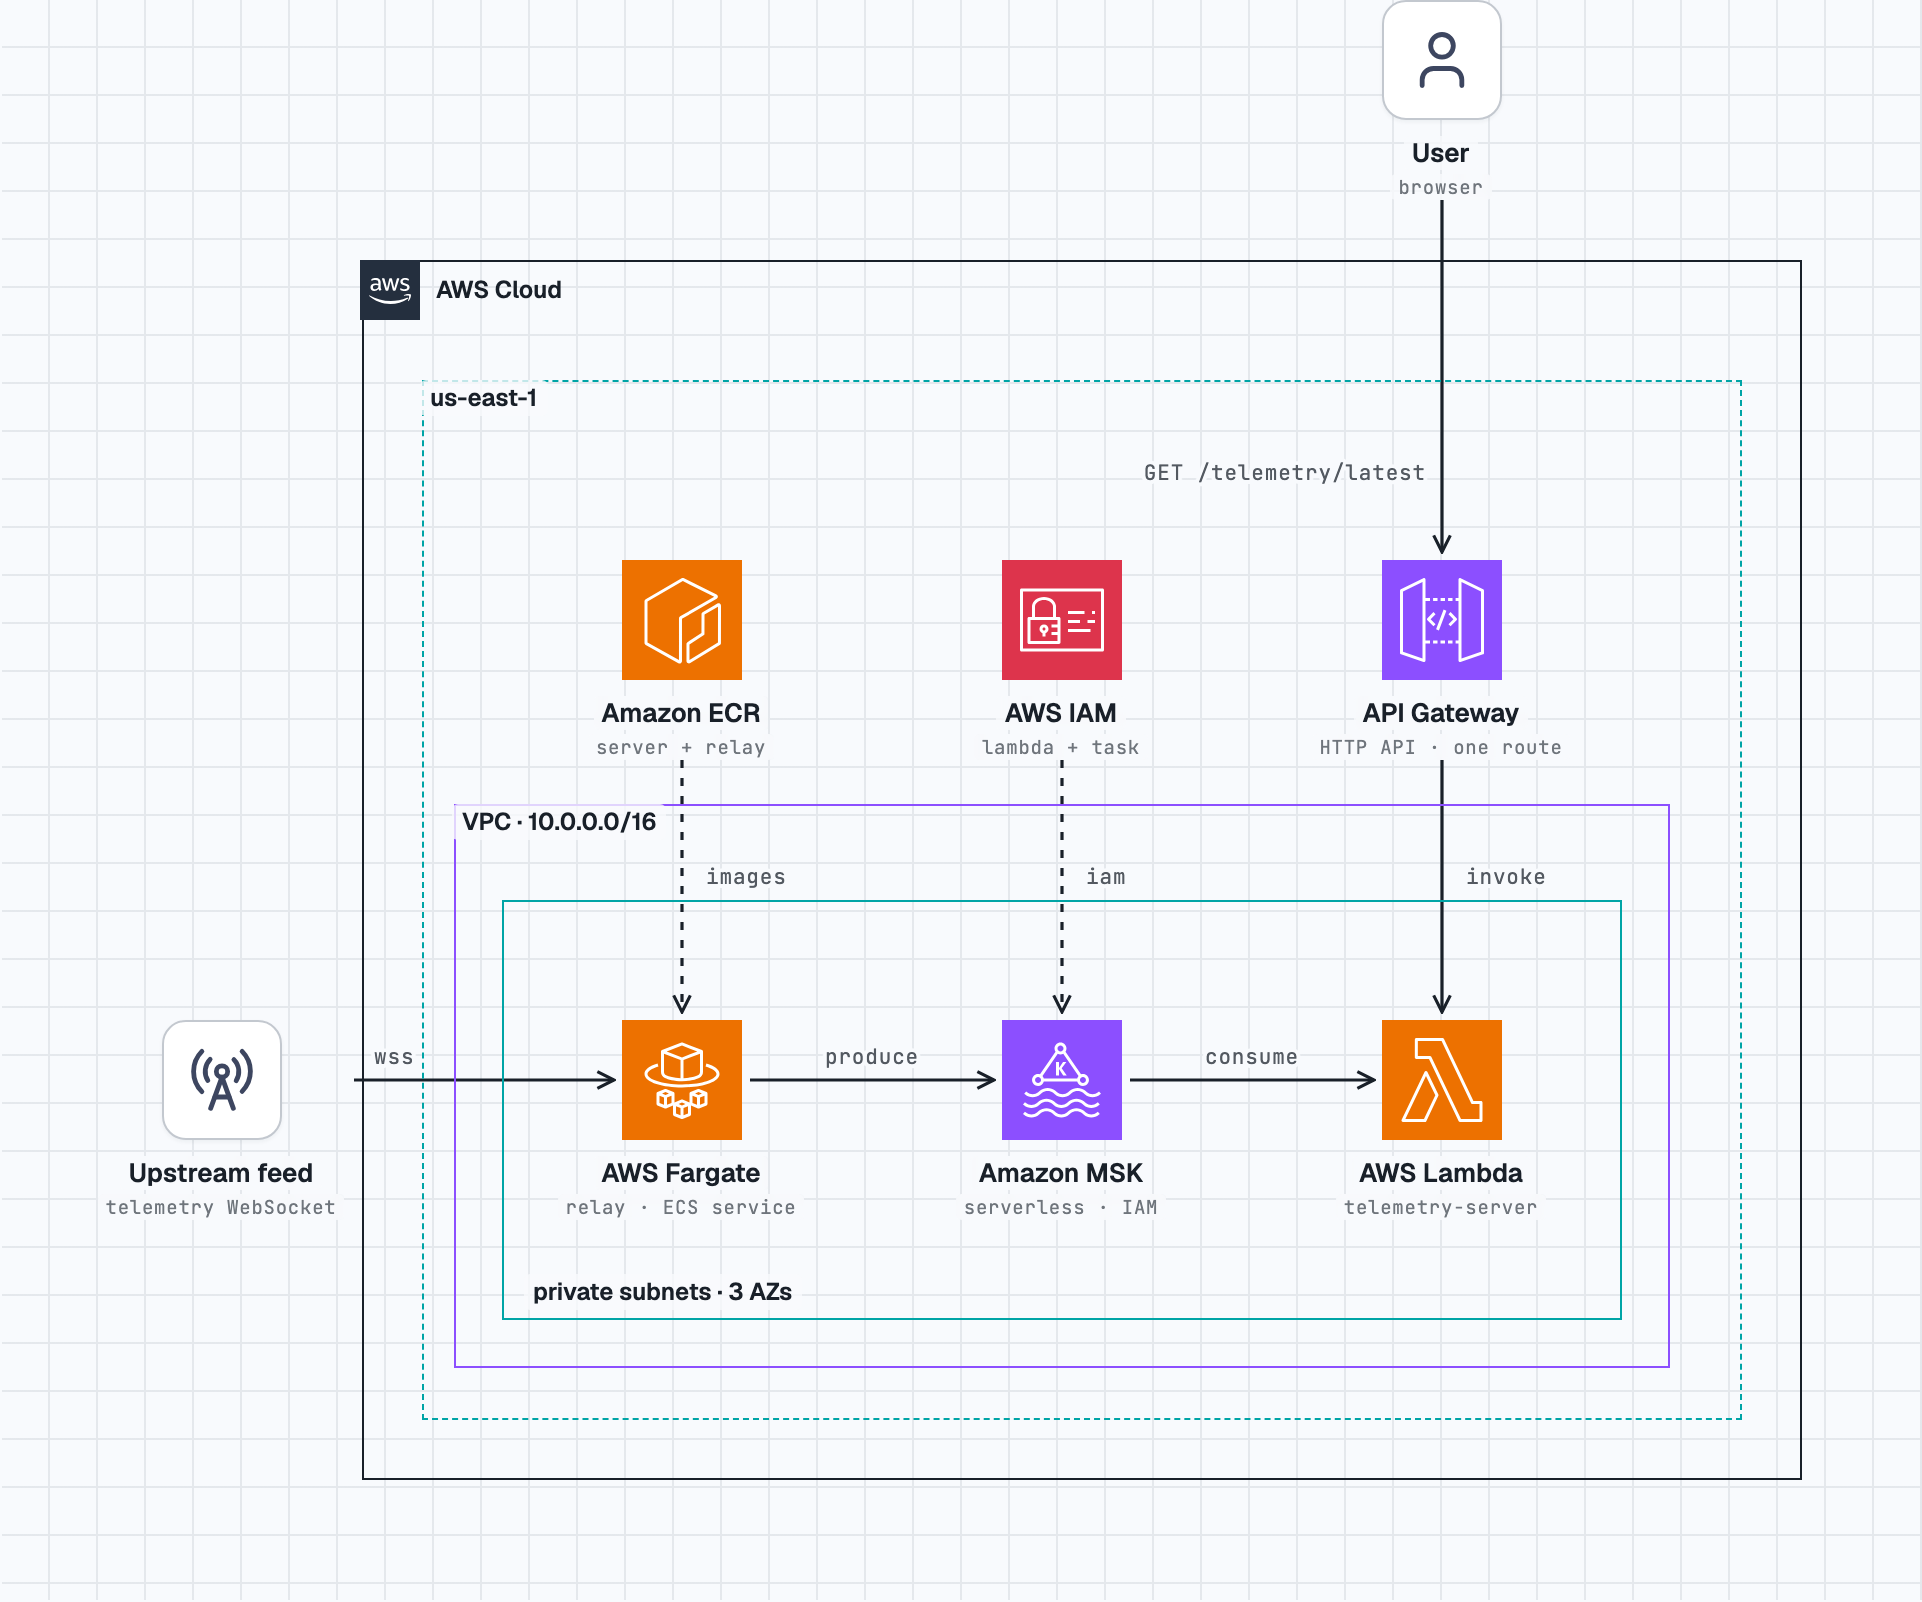 User
browser
aws
AWS Cloud
us-east-1
GET /telemetry/latest
</>
Amazon ECR
server + relay
AWS IAM
lambda + task
API Gateway
HTTP API · one route
VPC · 10.0.0.0/16
images
iam
invoke
wss
produce
consume
K
Upstream feed
telemetry WebSocket
AWS Fargate
relay · ECS service
Amazon MSK
serverless · IAM
AWS Lambda
telemetry-server
private subnets · 3 AZs